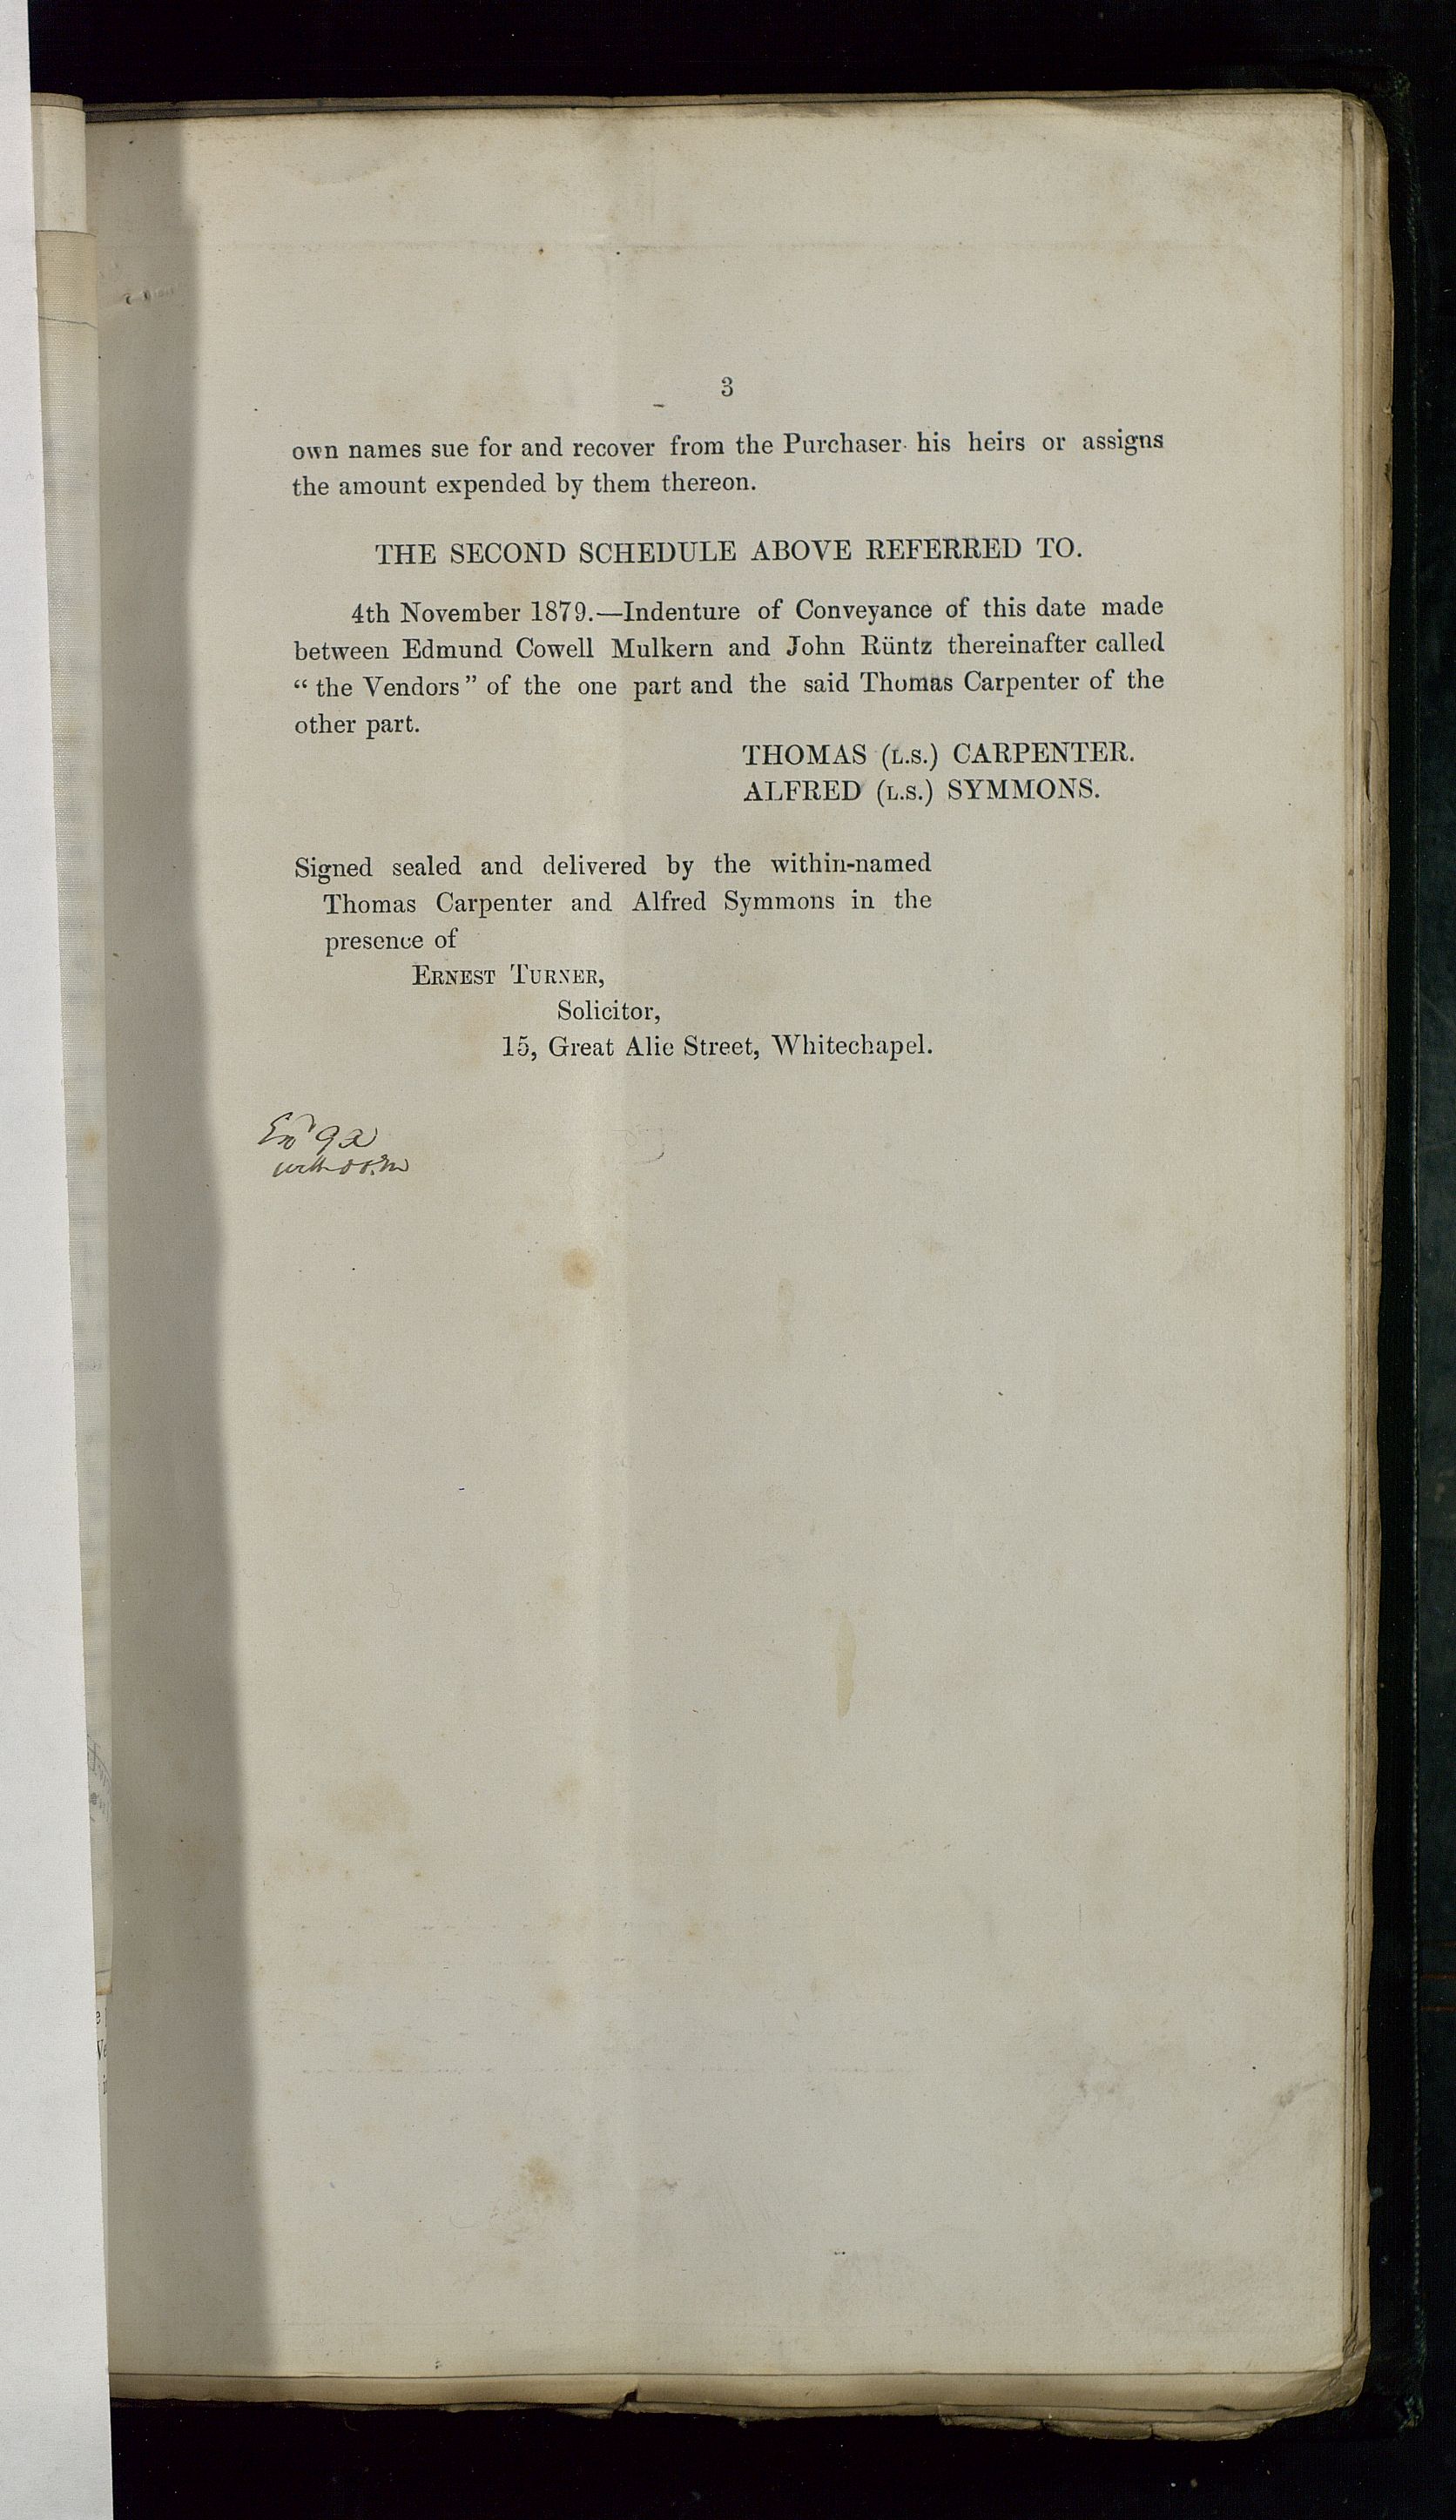 3
own names sue for and recover from the Purchaser his heirs or assigns
the amount expended by them thereon.
THE SECOND SCHEDULE ABOVE REFERRED TO.
4th November 1879.—Indenture of Conveyance of this date made
between Edmund Cowell Mulkern and John Rüntz thereinafter called
“ the Vendors ” of the one part and the said Thomas Carpenter of the
other part.
THOMAS (L.S.) CARPENTER.
ALFRED (L.S.) SYMMONS.
Signed sealed and delivered by the within-named
Thomas Carpenter and Alfred Symmons in the
presence of
ERNEST TURNER,
Solicitor,
15, Great Alie Street, Whitechapel.